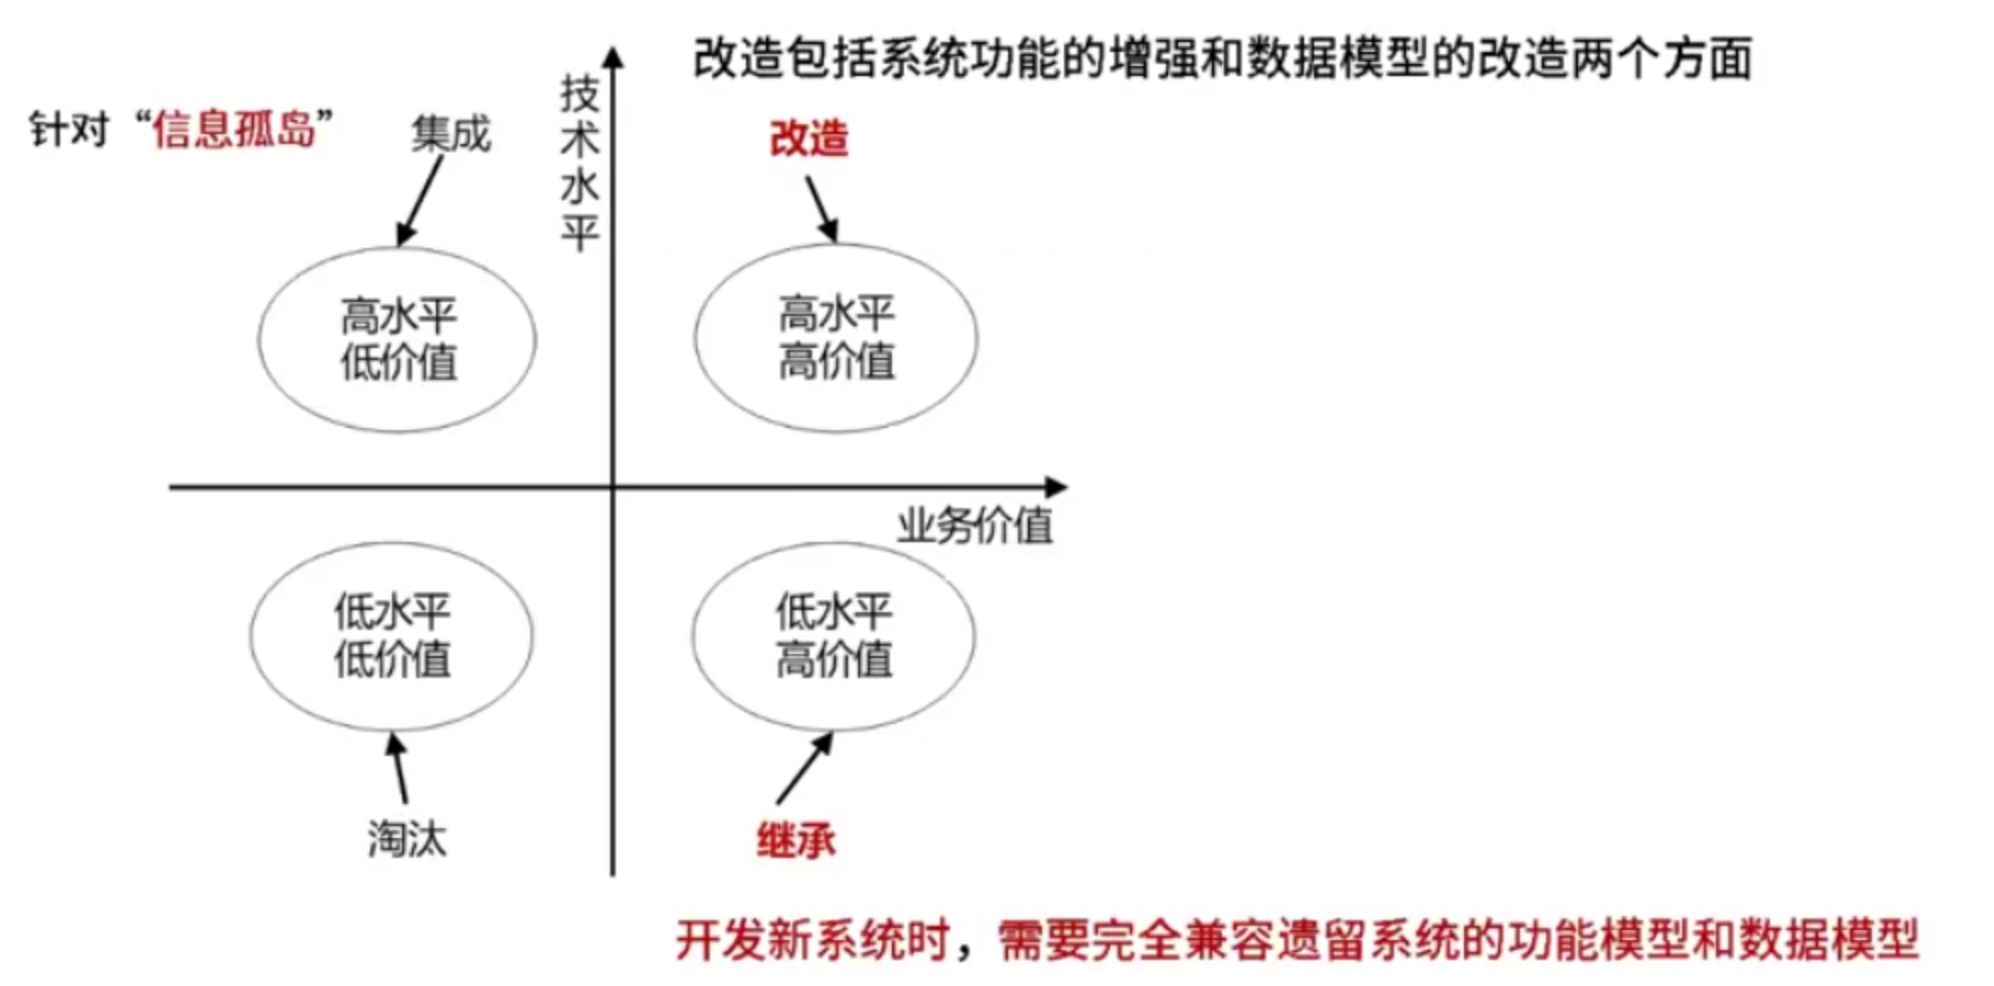 改造包括系统功能的增强和数据模型的改造两个方面
针对“信息孤岛”
集成
技术水平
改造
高水平
低价值
高水平
高价值
业务价值
低水平
低价值
低水平
高价值
淘汰
继承
开发新系统时，需要完全兼容遗留系统的功能模型和数据模型